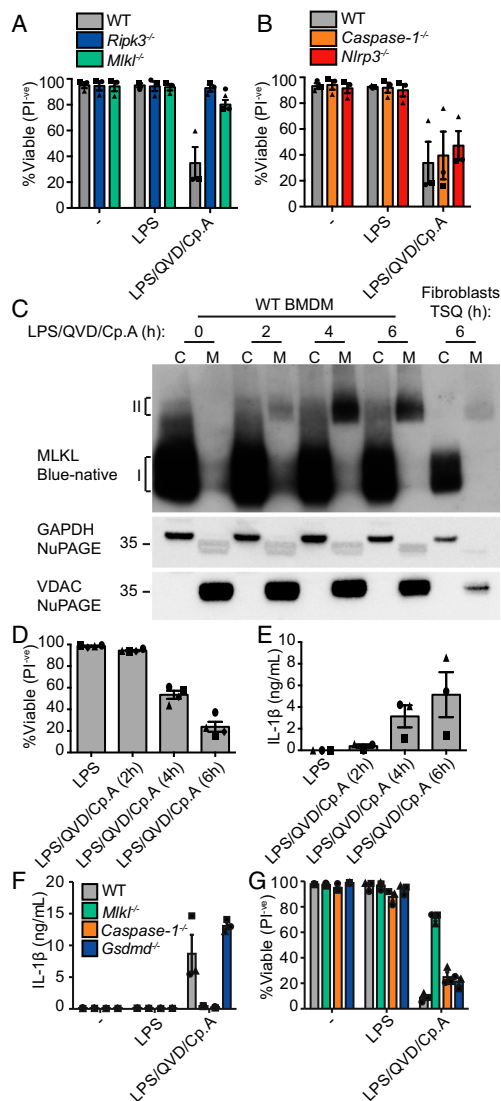 A
WT
Ripk3-/-
Mlkl-/-
%Viable (PI-ve)
100
80
60
40
20
0
-
LPS
LPS/QVD/Cp.A
B
WT
Caspase-1-/-
Nlrp3-/-
%Viable (PI-ve)
100
80
60
40
20
0
-
LPS
LPS/QVD/Cp.A
C
WT BMDM
Fibroblasts
TSQ (h):
LPS/QVD/Cp.A (h):
0 2 4 6 6
C M C M C M C M C M
II
MLKL
Blue-native
I
GAPDH
NuPAGE
35
VDAC
NuPAGE
35
D
%Viable (PI-ve)
100
80
60
40
20
0
LPS
LPS/QVD/Cp.A (2h)
LPS/QVD/Cp.A (4h)
LPS/QVD/Cp.A (6h)
E
IL-1β (ng/mL)
10
8
6
4
2
0
LPS
LPS/QVD/Cp.A (2h)
LPS/QVD/Cp.A (4h)
LPS/QVD/Cp.A (6h)
F
WT
Mlkl-/-
Caspase-1-/-
Gsdmd-/-
IL-1β (ng/mL)
15
10
5
0
-
LPS
LPS/QVD/Cp.A
G
%Viable (PI-ve)
100
80
60
40
20
0
-
LPS
LPS/QVD/Cp.A